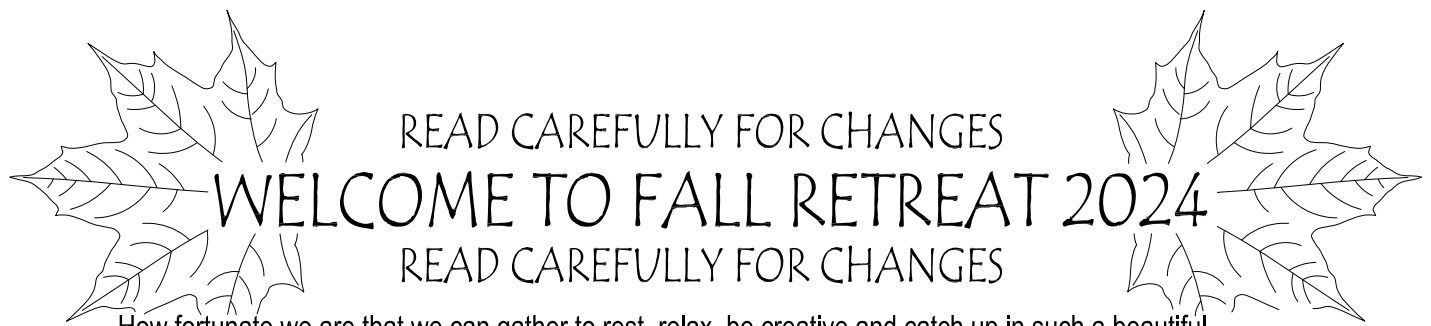 READ CAREFULLY FOR CHANGES
WELCOME TO FALL RETREAT 2024
READ CAREFULLY FOR CHANGES
How fortunate we are that we can gather to rest, relax, be creative and catch up in such a beautiful